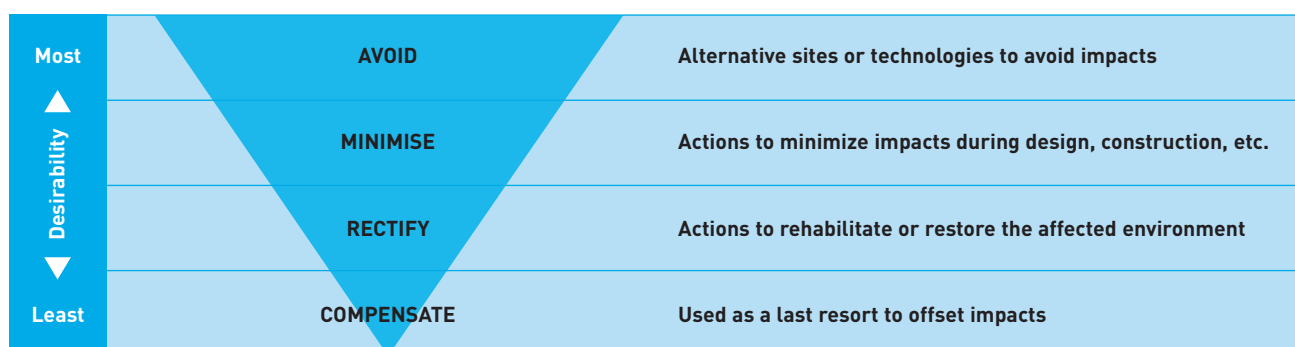 Most
AVOID
Alternative sites or technologies to avoid impacts
Desirability
MINIMISE
Actions to minimize impacts during design, construction, etc.
RECTIFY
Actions to rehabilitate or restore the affected environment
Least
COMPENSATE
Used as a last resort to offset impacts